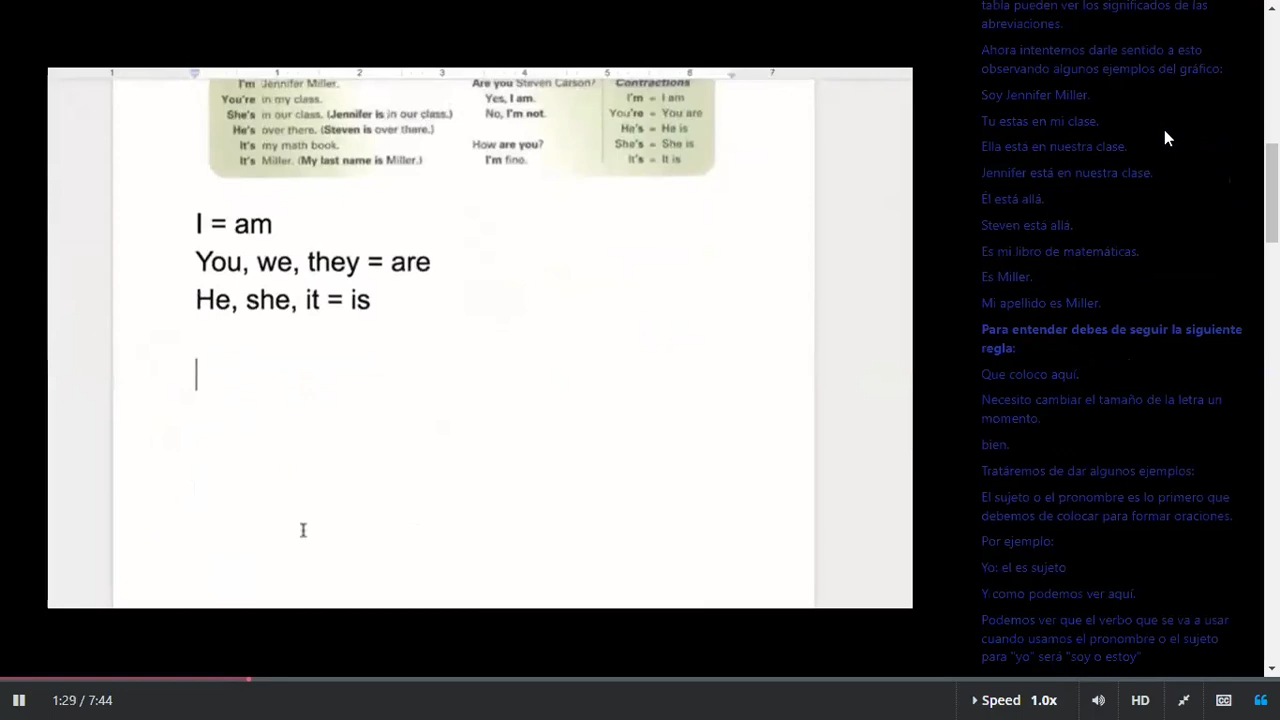 1 1 2 3 4 5 6 7
I'm Jennifer Miller.
You're in my class.
She's in our class. (Jennifer is in our class.)
He's over there. (Steven is over there.)
It's my math book.
It's Miller. (My last name is Miller.)
Are you Steven Carson?
Yes, I am.
No, I'm not.
How are you?
I'm fine.
Contractions
I'm = I am
You're = You are
He's = He is
She's = She is
It's = It is
I = am
You, we, they = are
He, she, it = is
tabla pueden ver los significados de las
abreviaciones.
Ahora intentemos darle sentido a esto
observando algunos ejemplos del gráfico:
Soy Jennifer Miller.
Tu estas en mi clase.
Ella esta en nuestra clase.
Jennifer está en nuestra clase.
Él está allá.
Steven está allá.
Es mi libro de matemáticas.
Es Miller.
Mi apellido es Miller.
Para entender debes de seguir la siguiente
regla:
Que coloco aquí.
Necesito cambiar el tamaño de la letra un
momento.
bien.
Tratáremos de dar algunos ejemplos:
El sujeto o el pronombre es lo primero que
debemos de colocar para formar oraciones.
Por ejemplo:
Yo: el es sujeto
Y como podemos ver aquí.
Podemos ver que el verbo que se va a usar
cuando usamos el pronombre o el sujeto
para "yo" será "soy o estoy"
1:29 / 7:44
Speed 1.0x
HD
CC